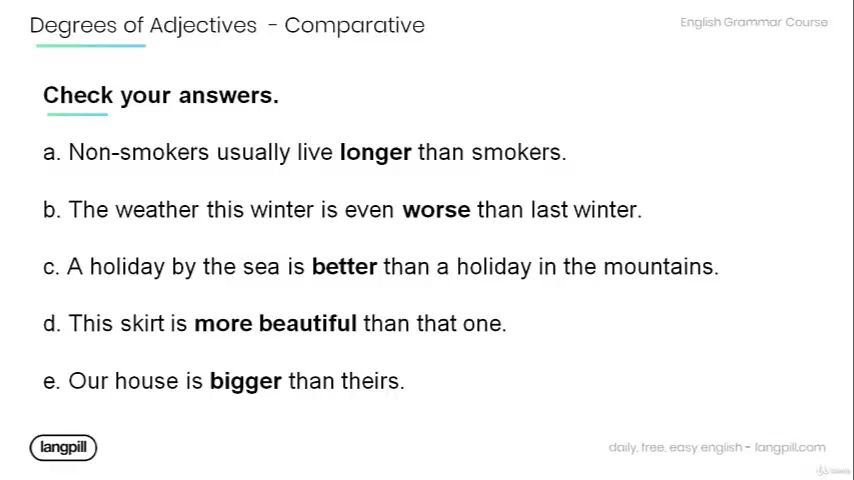 Degrees of Adjectives - Comparative
English Grammar Course
Check your answers.
a. Non-smokers usually live longer than smokers.
b. The weather this winter is even worse than last winter.
c. A holiday by the sea is better than a holiday in the mountains.
d. This skirt is more beautiful than that one.
e. Our house is bigger than theirs.
langpill
daily, free, easy english - langpill.com